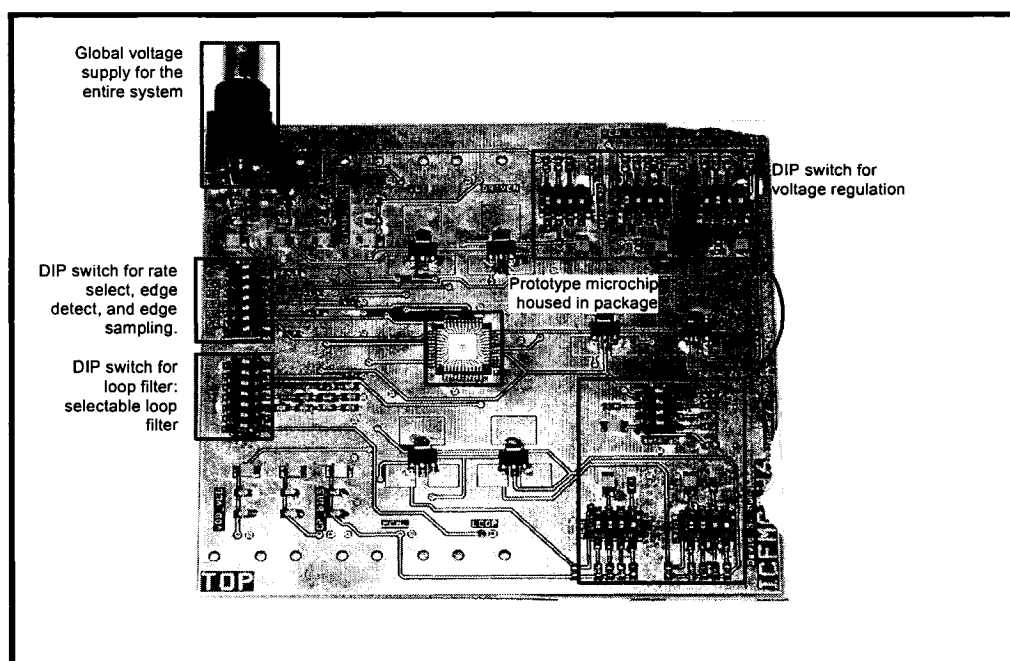 Global voltage
supply for the
entire system
DIP switch for
voltage regulation
DIP switch for rate
select, edge
detect, and edge
sampling.
Prototype microchip
housed in package
DIP switch for
loop filter:
selectable loop
filter
LOOP
TOP